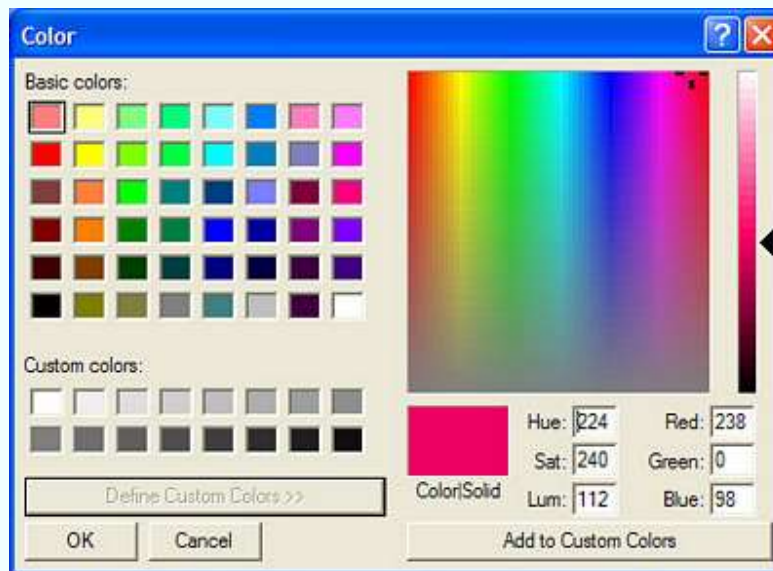 Color
Basic colors:
Custom colors:
Define Custom Colors >>
OK
Cancel
Color|Solid
Hue: 224
Sat: 240
Lum: 112
Red: 238
Green: 0
Blue: 98
Add to Custom Colors